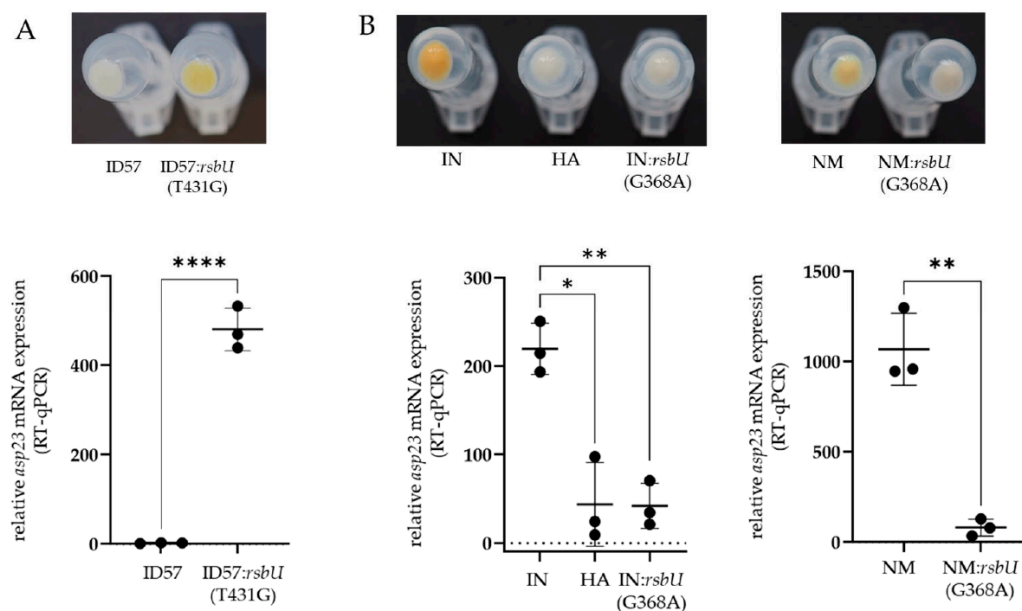 A
B
ID57
ID57:rsbU
(T431G)
IN
HA
IN:rsbU
(G368A)
NM
NM:rsbU
(G368A)
relative asp23 mRNA expression
(RT-qPCR)
600
400
200
0
****
ID57
ID57:rsbU
(T431G)
relative asp23 mRNA expression
(RT-qPCR)
300
200
100
0
**
*
IN
HA
IN:rsbU
(G368A)
relative asp23 mRNA expression
(RT-qPCR)
1500
1000
500
0
**
NM
NM:rsbU
(G368A)